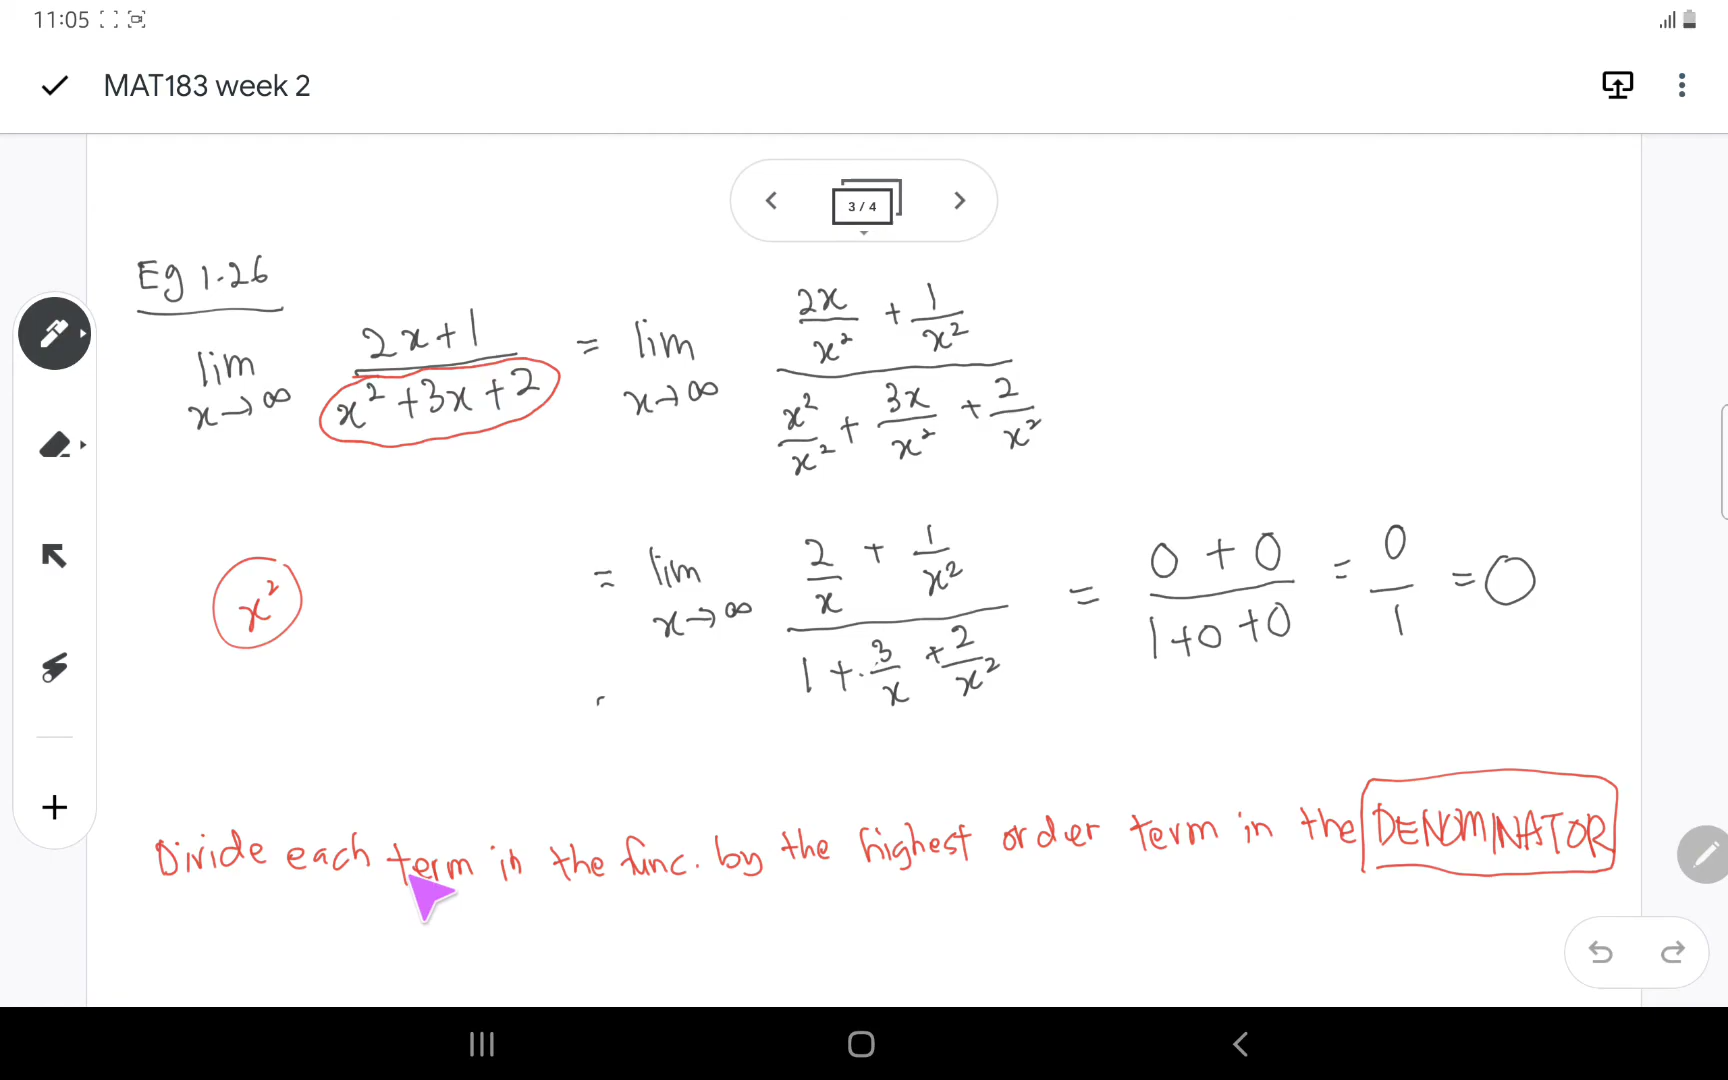 11:05
MAT183 week 2
3 / 4
Eg 1.26
lim x→∞ (2x+1)/(x²+3x+2) = lim x→∞ (2x/x² + 1/x²)/(x²/x² + 3x/x² + 2/x²)
x²
= lim x→∞ (2/x + 1/x²)/(1 + 3/x + 2/x²) = (0 + 0)/(1+0+0) = 0/1 = 0
Divide each term in the func. by the highest order term in the DENOMINATOR